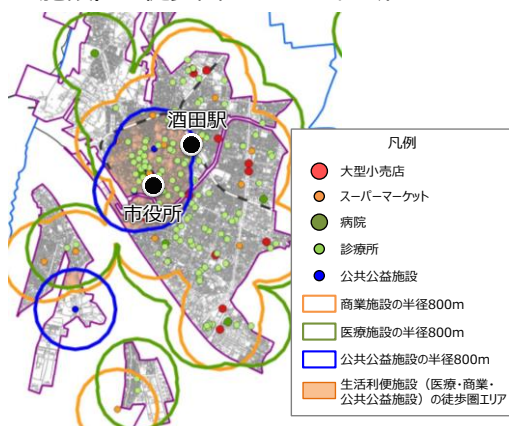 酒田駅
市役所
凡例
大型小売店
スーパーマーケット
病院
診療所
公共公益施設
商業施設の半径800m
医療施設の半径800m
公共公益施設の半径800m
生活利便施設（医療・商業・
公共公益施設）の徒歩圏エリア